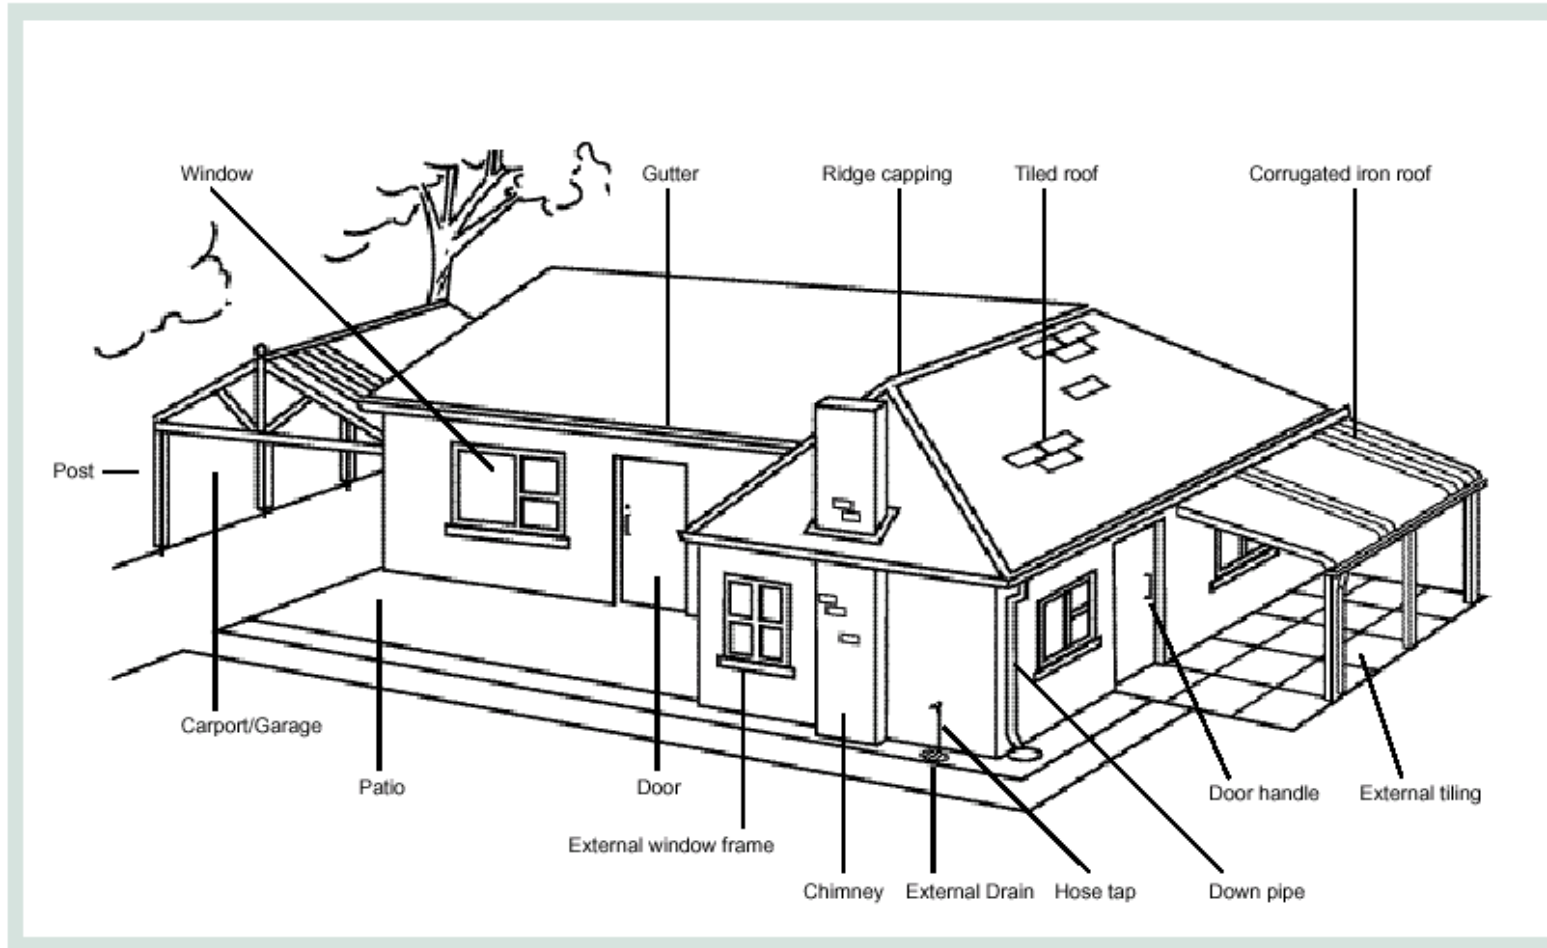 Window
Gutter
Ridge capping
Tiled roof
Corrugated iron roof
Post
Carport/Garage
Patio
Door
Door handle
External tiling
External window frame
Chimney
External Drain
Hose tap
Down pipe